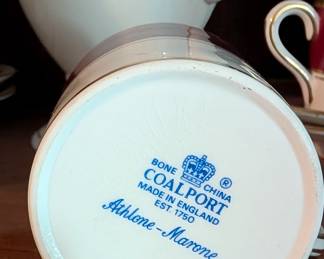 BONE CHINA ®
COALPORT
MADE IN ENGLAND
EST. 1750
Athlone-Marone